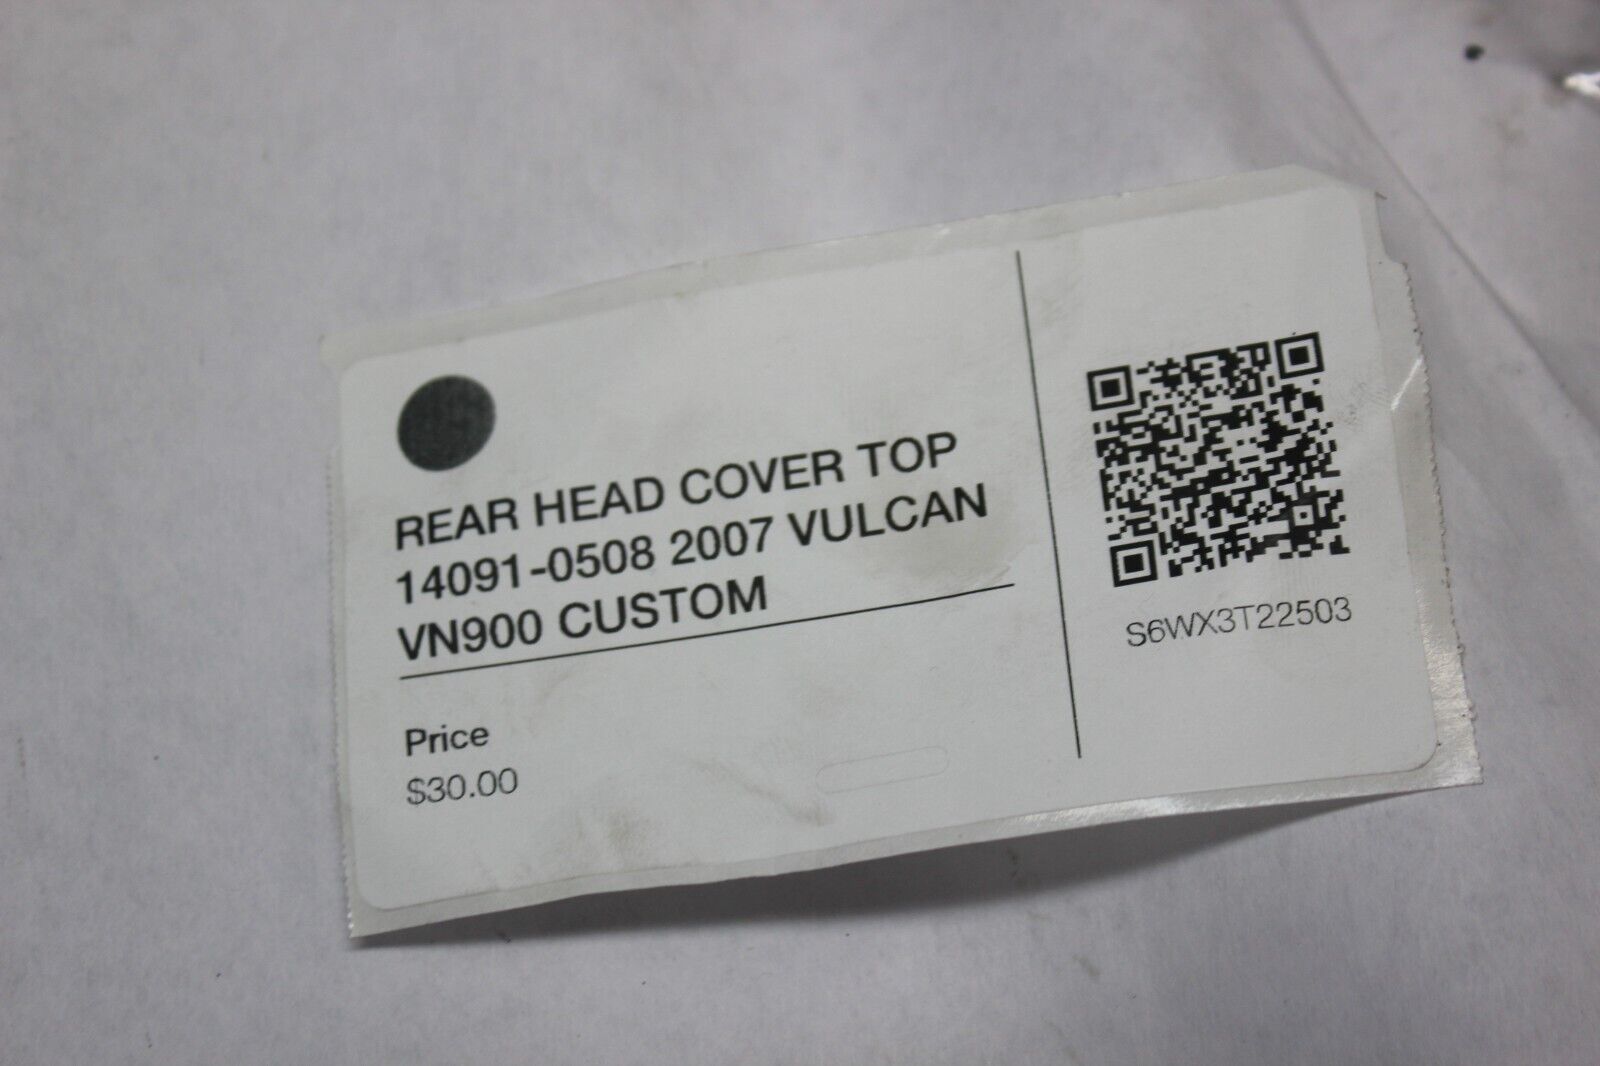 REAR HEAD COVER TOP
14091-0508 2007 VULCAN
VN900 CUSTOM
Price
$30.00
S6WX3T22503